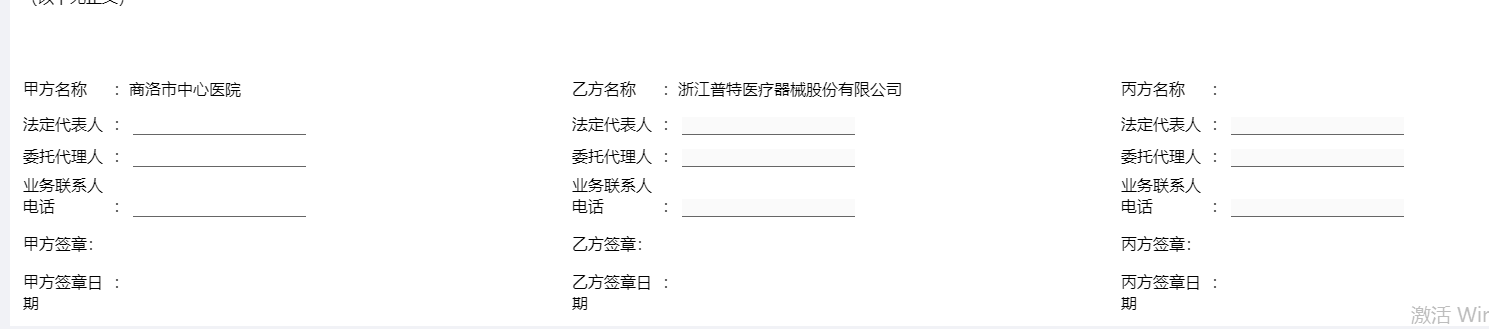 （以下无正文）
甲方名称 ： 商洛市中心医院 乙方名称 ： 浙江普特医疗器械股份有限公司 丙方名称 ：
法定代表人 ： 法定代表人 ： 法定代表人 ：
委托代理人 ： 委托代理人 ： 委托代理人 ：
业务联系人 业务联系人 业务联系人
电话 ： 电话 ： 电话 ：
甲方签章： 乙方签章： 丙方签章：
甲方签章日 ： 乙方签章日 ： 丙方签章日 ：
期 期 期
激活 Wir